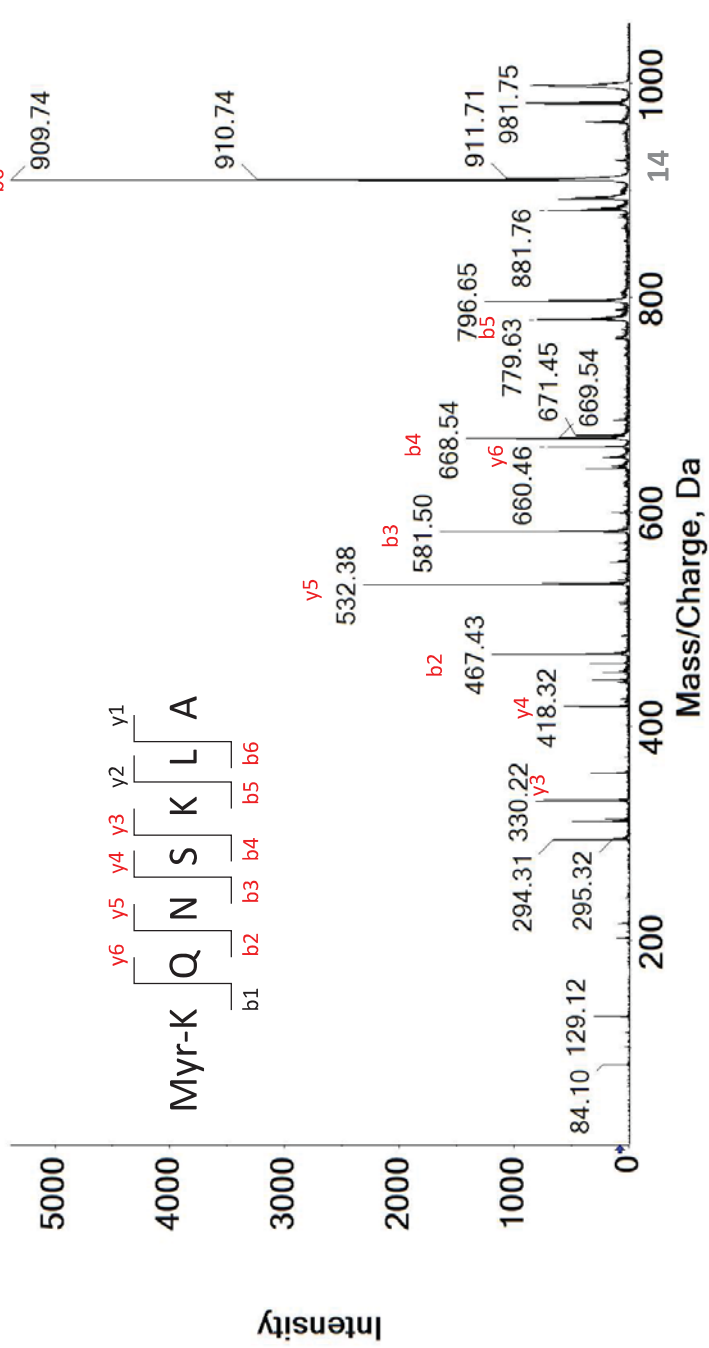 b6
909.74
910.74
911.71
981.75
881.76
796.65
b5
779.63
671.45
669.54
b4
668.54
y6
660.46
b3
581.50
y5
532.38
b2
467.43
y4
418.32
330.22
y3
294.31
295.32
129.12
84.10
y6 y5 y4 y3 y2 y1
Myr-K Q N S K L A
b1 b2 b3 b4 b5 b6
5000
4000
3000
2000
1000
0
Intensity
200
400
600
800
1000
14
Mass/Charge, Da